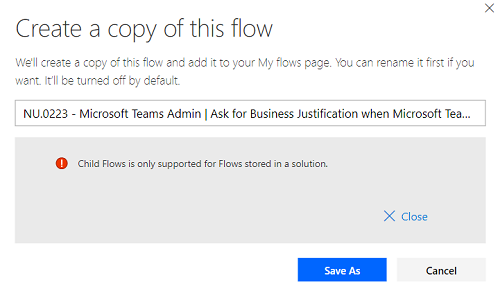 Create a copy of this flow
We'll create a copy of this flow and add it to your My flows page. You can rename it first if you
want. It'll be turned off by default.
NU.0223 - Microsoft Teams Admin | Ask for Business Justification when Microsoft Tea...
Child Flows is only supported for Flows stored in a solution.
Close
Save As
Cancel